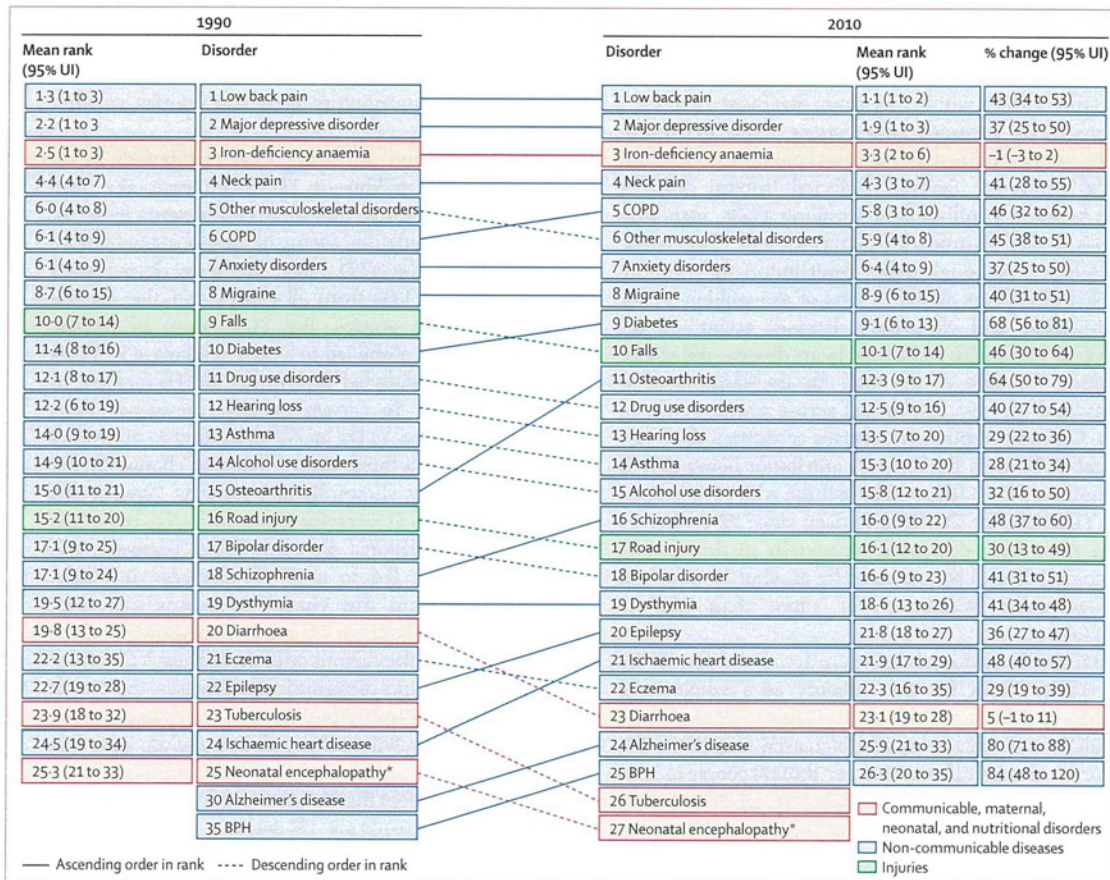 1990
Mean rank
(95% UI)
Disorder
1·3 (1 to 3) 1 Low back pain
2·2 (1 to 3 2 Major depressive disorder
2·5 (1 to 3) 3 Iron-deficiency anaemia
4·4 (4 to 7) 4 Neck pain
6·0 (4 to 8) 5 Other musculoskeletal disorders
6·1 (4 to 9) 6 COPD
6·1 (4 to 9) 7 Anxiety disorders
8·7 (6 to 15) 8 Migraine
10·0 (7 to 14) 9 Falls
11·4 (8 to 16) 10 Diabetes
12·1 (8 to 17) 11 Drug use disorders
12·2 (6 to 19) 12 Hearing loss
14·0 (9 to 19) 13 Asthma
14·9 (10 to 21) 14 Alcohol use disorders
15·0 (11 to 21) 15 Osteoarthritis
15·2 (11 to 20) 16 Road injury
17·1 (9 to 25) 17 Bipolar disorder
17·1 (9 to 24) 18 Schizophrenia
19·5 (12 to 27) 19 Dysthymia
19·8 (13 to 25) 20 Diarrhoea
22·2 (13 to 35) 21 Eczema
22·7 (19 to 28) 22 Epilepsy
23·9 (18 to 32) 23 Tuberculosis
24·5 (19 to 34) 24 Ischaemic heart disease
25·3 (21 to 33) 25 Neonatal encephalopathy*
30 Alzheimer's disease
35 BPH
2010
Disorder
Mean rank
(95% UI)
% change (95% UI)
1 Low back pain 1·1 (1 to 2) 43 (34 to 53)
2 Major depressive disorder 1·9 (1 to 3) 37 (25 to 50)
3 Iron-deficiency anaemia 3·3 (2 to 6) –1 (–3 to 2)
4 Neck pain 4·3 (3 to 7) 41 (28 to 55)
5 COPD 5·8 (3 to 10) 46 (32 to 62)
6 Other musculoskeletal disorders 5·9 (4 to 8) 45 (38 to 51)
7 Anxiety disorders 6·4 (4 to 9) 37 (25 to 50)
8 Migraine 8·9 (6 to 15) 40 (31 to 51)
9 Diabetes 9·1 (6 to 13) 68 (56 to 81)
10 Falls 10·1 (7 to 14) 46 (30 to 64)
11 Osteoarthritis 12·3 (9 to 17) 64 (50 to 79)
12 Drug use disorders 12·5 (9 to 16) 40 (27 to 54)
13 Hearing loss 13·5 (7 to 20) 29 (22 to 36)
14 Asthma 15·3 (10 to 20) 28 (21 to 34)
15 Alcohol use disorders 15·8 (12 to 21) 32 (16 to 50)
16 Schizophrenia 16·0 (9 to 22) 48 (37 to 60)
17 Road injury 16·1 (12 to 20) 30 (13 to 49)
18 Bipolar disorder 16·6 (9 to 23) 41 (31 to 51)
19 Dysthymia 18·6 (13 to 26) 41 (34 to 48)
20 Epilepsy 21·8 (18 to 27) 36 (27 to 47)
21 Ischaemic heart disease 21·9 (17 to 29) 48 (40 to 57)
22 Eczema 22·3 (16 to 35) 29 (19 to 39)
23 Diarrhoea 23·1 (19 to 28) 5 (–1 to 11)
24 Alzheimer's disease 25·9 (21 to 33) 80 (71 to 88)
25 BPH 26·3 (20 to 35) 84 (48 to 120)
26 Tuberculosis
27 Neonatal encephalopathy*
Communicable, maternal,
neonatal, and nutritional disorders
Non-communicable diseases
Injuries
Ascending order in rank Descending order in rank